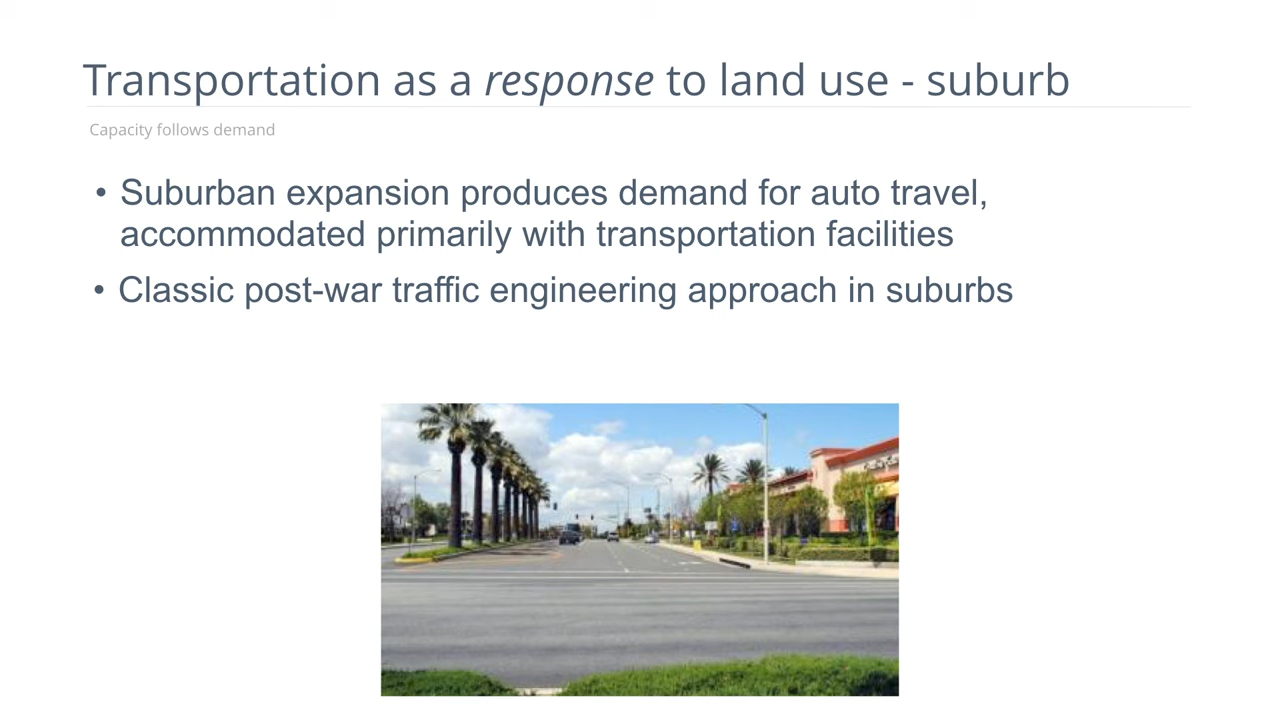 Transportation as a response to land use - suburb
Capacity follows demand
• Suburban expansion produces demand for auto travel,
accommodated primarily with transportation facilities
• Classic post-war traffic engineering approach in suburbs